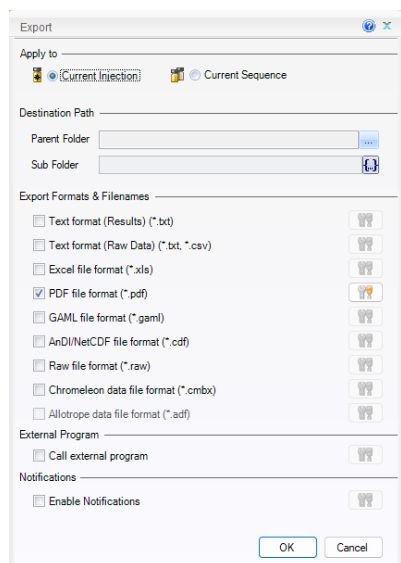 Export
Apply to
Current Injection
Current Sequence
Destination Path
Parent Folder
...
Sub Folder
{..}
Export Formats & Filenames
Text format (Results) (*.txt)
Text format (Raw Data) (*.txt, *.csv)
Excel file format (*.xls)
PDF file format (*.pdf)
GAML file format (*.gaml)
AnDI/NetCDF file format (*.cdf)
Raw file format (*.raw)
Chromeleon data file format (*.cmbx)
Allotrope data file format (*.adf)
External Program
Call external program
Notifications
Enable Notifications
OK Cancel